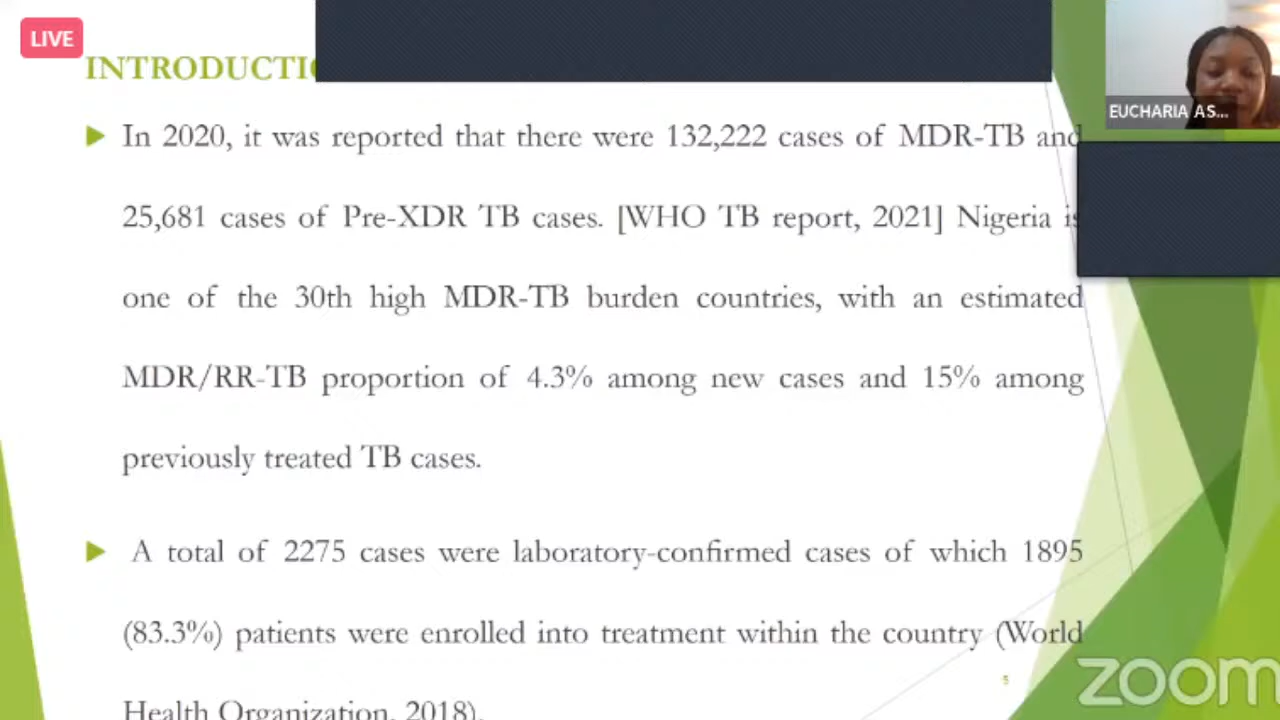 LIVE
INTRODUCTI
EUCHARIA AS...
In 2020, it was reported that there were 132,222 cases of MDR-TB and
25,681 cases of Pre-XDR TB cases. [WHO TB report, 2021] Nigeria is
one of the 30th high MDR-TB burden countries, with an estimated
MDR/RR-TB proportion of 4.3% among new cases and 15% among
previously treated TB cases.
A total of 2275 cases were laboratory-confirmed cases of which 1895
(83.3%) patients were enrolled into treatment within the country (World
Health Organization, 2018).
5
zoom